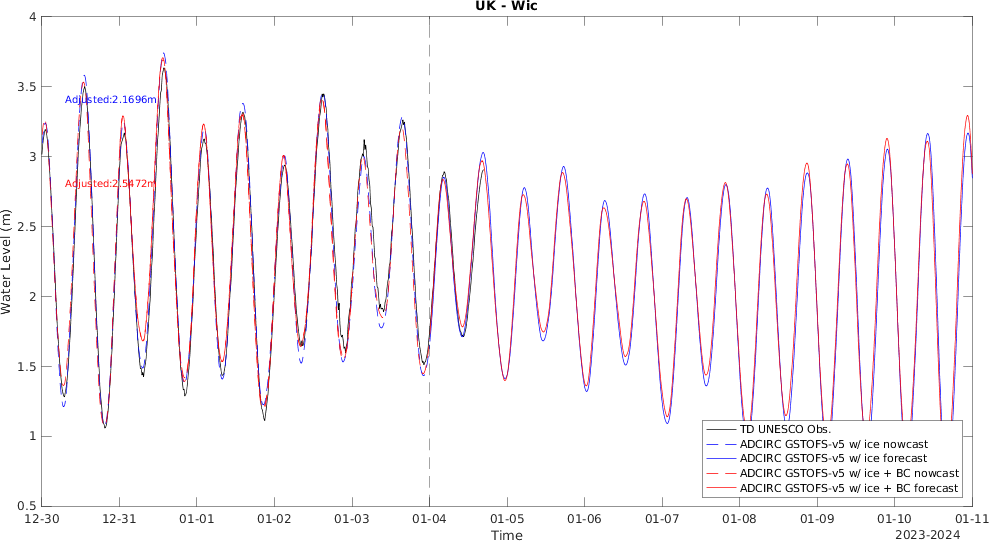 UK - Wic
4
3.5
3
2.5
2
1.5
1
0.5
Water Level (m)
Adjusted:2.1696m
Adjusted:2.5472m
TD UNESCO Obs.
ADCIRC GSTOFS-v5 w/ ice nowcast
ADCIRC GSTOFS-v5 w/ ice forecast
ADCIRC GSTOFS-v5 w/ ice + BC nowcast
ADCIRC GSTOFS-v5 w/ ice + BC forecast
12-30 12-31 01-01 01-02 01-03 01-04 01-05 01-06 01-07 01-08 01-09 01-10 01-11
Time
2023-2024